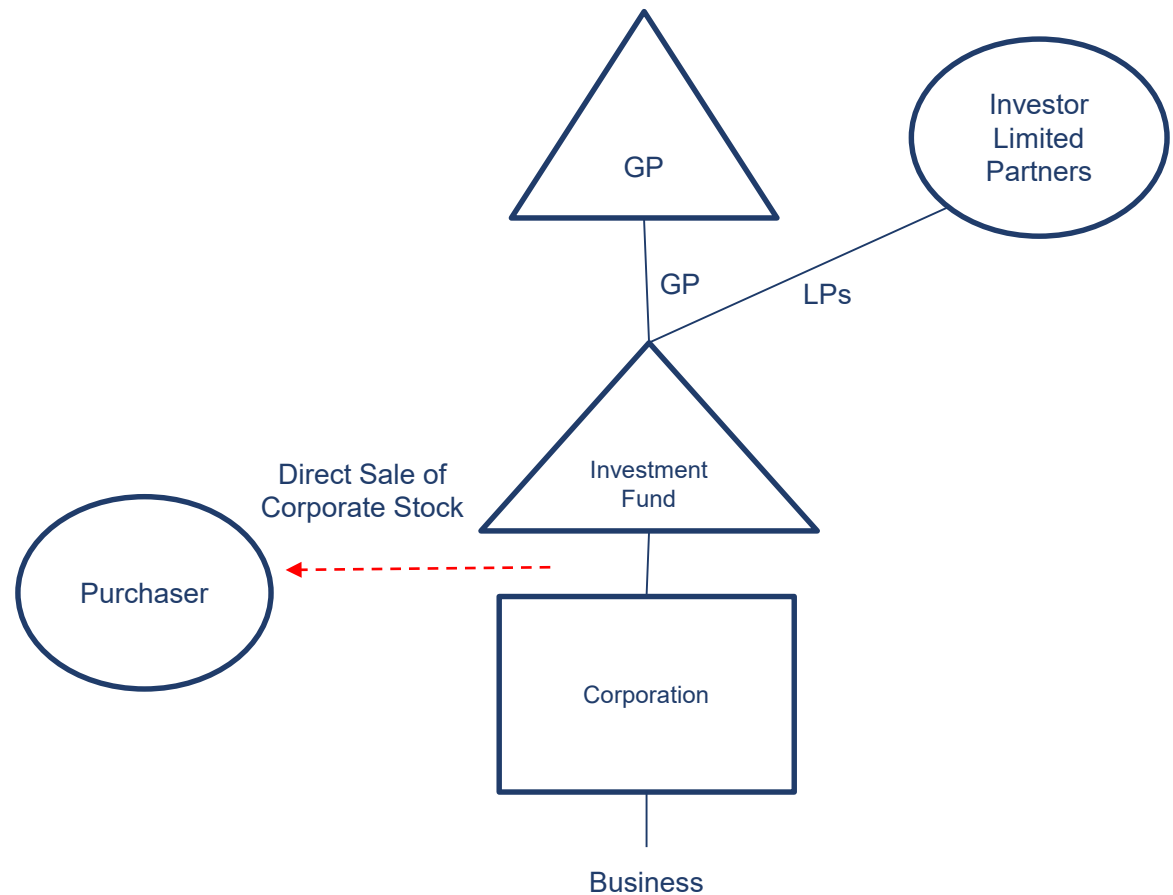 GP
Investor
Limited
Partners
GP
LPs
Investment
Fund
Direct Sale of
Corporate Stock
Purchaser
Corporation
Business